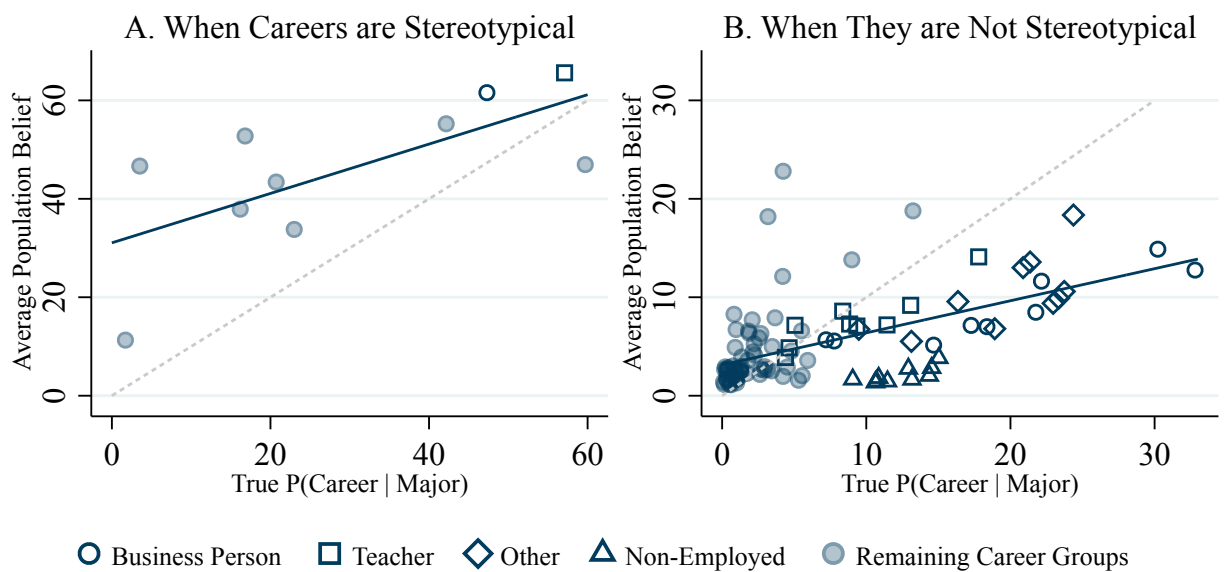 A. When Careers are Stereotypical
Average Population Belief
60
40
20
0
0 20 40 60
True P(Career | Major)
B. When They are Not Stereotypical
Average Population Belief
30
20
10
0
0 10 20 30
True P(Career | Major)
Business Person Teacher Other Non-Employed Remaining Career Groups